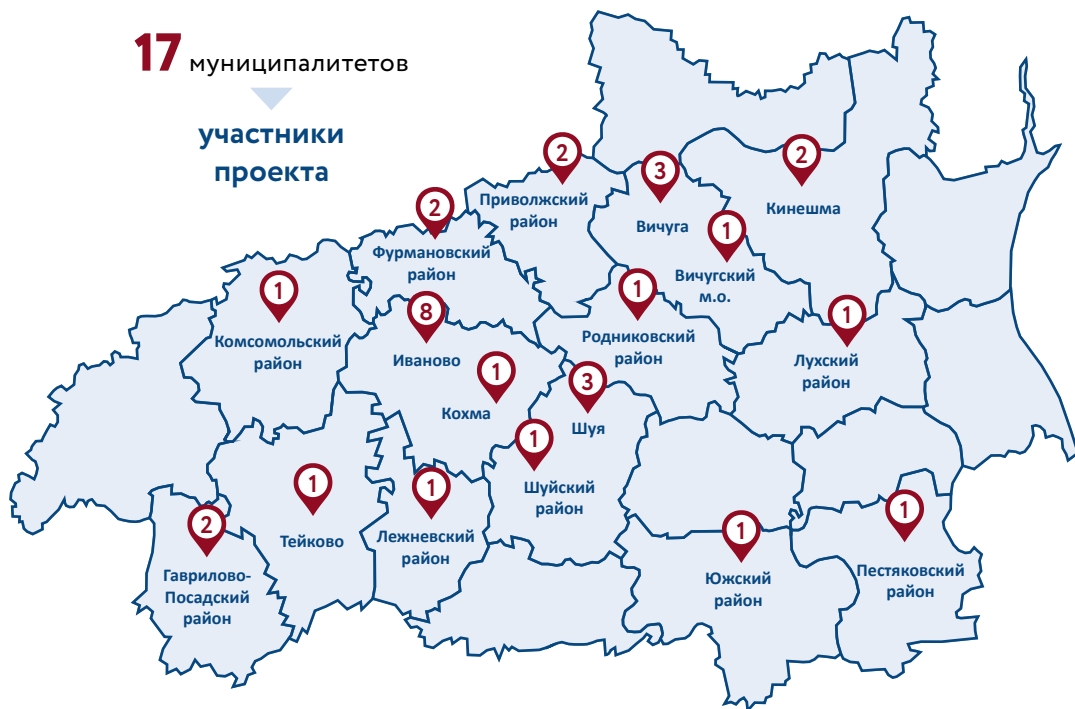 17 муниципалитетов
участники
проекта
2
Приволжский
район
3
Вичуга
2
Кинешма
2
Фурмановский
район
1
Вичугский
м.о.
1
Комсомольский
район
8
Иваново
1
Родниковский
район
1
Лухский
район
1
Кохма
3
Шуя
1
Шуйский
район
1
Тейково
1
Лежневский
район
2
Гаврилово-
Посадский
район
1
Южский
район
1
Пестяковский
район